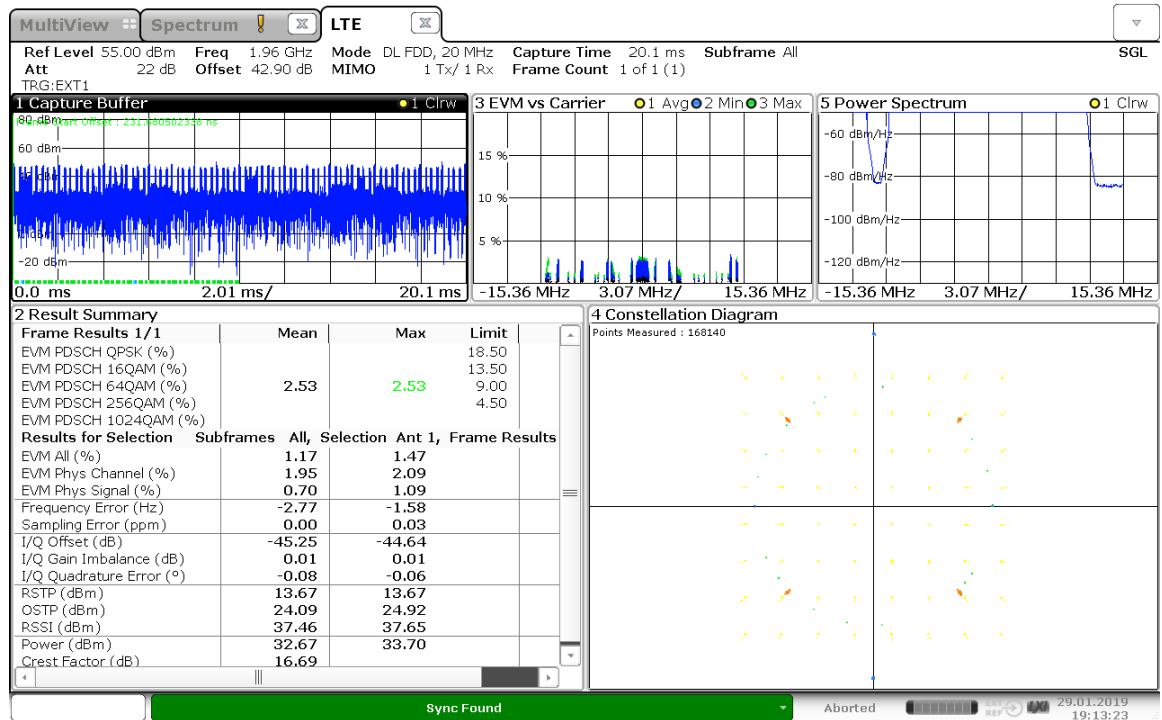 MultiView Spectrum LTE
Ref Level 55.00 dBm Freq 1.96 GHz Mode DL FDD, 20 MHz Capture Time 20.1 ms Subframe All SGL
Att 22 dB Offset 42.90 dB MIMO 1 Tx/ 1 Rx Frame Count 1 of 1 (1)
TRG:EXT1
1 Capture Buffer 1 Clrw
80 dBm
Frame Start Offset : 231.680502338 ns
60 dBm
-20 dBm
0.0 ms 2.01 ms/ 20.1 ms
3 EVM vs Carrier 1 Avg 2 Min 3 Max
15 %
10 %
5 %
-15.36 MHz 3.07 MHz/ 15.36 MHz
5 Power Spectrum 1 Clrw
-60 dBm/Hz
-80 dBm/Hz
-100 dBm/Hz
-120 dBm/Hz
-15.36 MHz 3.07 MHz/ 15.36 MHz
2 Result Summary
Frame Results 1/1 Mean Max Limit
EVM PDSCH QPSK (%) 18.50
EVM PDSCH 16QAM (%) 13.50
EVM PDSCH 64QAM (%) 2.53 2.53 9.00
EVM PDSCH 256QAM (%) 4.50
EVM PDSCH 1024QAM (%)
Results for Selection Subframes All, Selection Ant 1, Frame Results
EVM All (%) 1.17 1.47
EVM Phys Channel (%) 1.95 2.09
EVM Phys Signal (%) 0.70 1.09
Frequency Error (Hz) -2.77 -1.58
Sampling Error (ppm) 0.00 0.03
I/Q Offset (dB) -45.25 -44.64
I/Q Gain Imbalance (dB) 0.01 0.01
I/Q Quadrature Error (°) -0.08 -0.06
RSTP (dBm) 13.67 13.67
OSTP (dBm) 24.09 24.92
RSSI (dBm) 37.46 37.65
Power (dBm) 32.67 33.70
Crest Factor (dB) 16.69
4 Constellation Diagram
Points Measured : 168140
Sync Found
Aborted
EXT
REF
LXI
29.01.2019
19:13:23